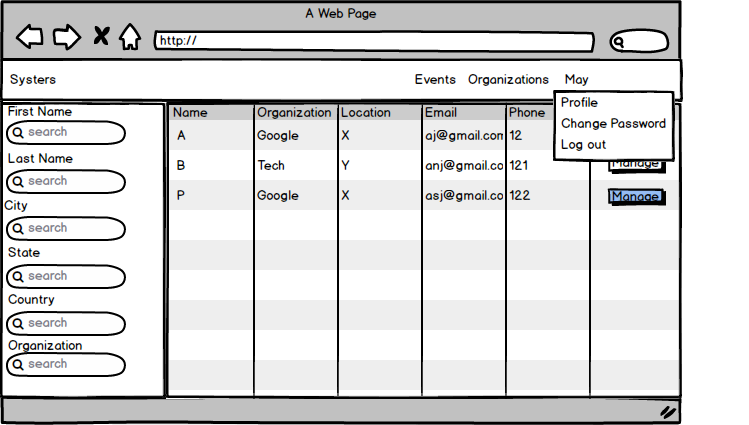 A Web Page
http://
Systers Events Organizations May
Profile
Change Password
Log out
First Name
search
Last Name
search
City
search
State
search
Country
search
Organization
search
Name Organization Location Email Phone
A Google X aj@gmail.com 12
B Tech Y anj@gmail.co 121 Manage
P Google X asj@gmail.co 122 Manage